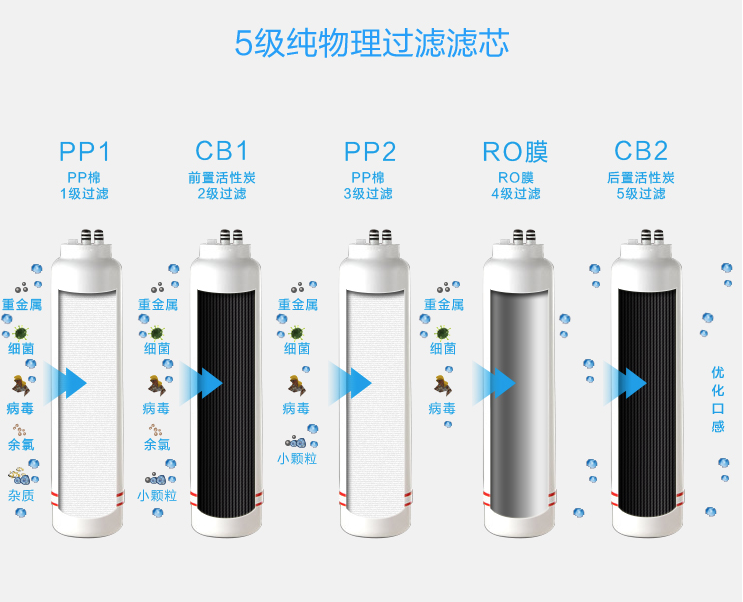 5级纯物理过滤滤芯
PP1
PP棉
1级过滤
CB1
前置活性炭
2级过滤
PP2
PP棉
3级过滤
RO膜
RO膜
4级过滤
CB2
后置活性炭
5级过滤
重金属
细菌
病毒
余氯
杂质
重金属
细菌
病毒
余氯
小颗粒
重金属
细菌
病毒
小颗粒
重金属
细菌
病毒
优化口感